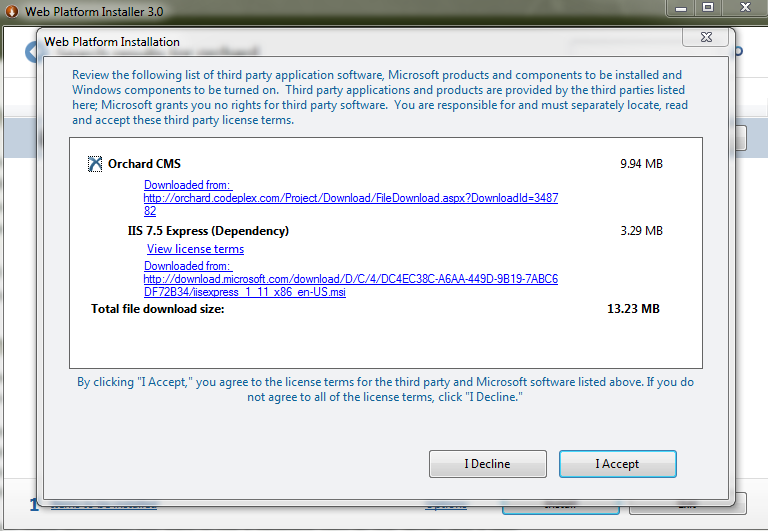 Web Platform Installer 3.0
Web Platform Installation
Review the following list of third party application software, Microsoft products and components to be installed and
Windows components to be turned on.  Third party applications and products are provided by the third parties listed
here; Microsoft grants you no rights for third party software.  You are responsible for and must separately locate, read
and accept these third party license terms.
Orchard CMS 9.94 MB
Downloaded from:
http://orchard.codeplex.com/Project/Download/FileDownload.aspx?DownloadId=3487
82
IIS 7.5 Express (Dependency) 3.29 MB
View license terms
Downloaded from:
http://download.microsoft.com/download/D/C/4/DC4EC38C-A6AA-449D-9B19-7ABC6
DF72B34/iisexpress_1_11_x86_en-US.msi
Total file download size: 13.23 MB
By clicking "I Accept," you agree to the license terms for the third party and Microsoft software listed above. If you do
not agree to all of the license terms, click "I Decline."
I Decline I Accept
1